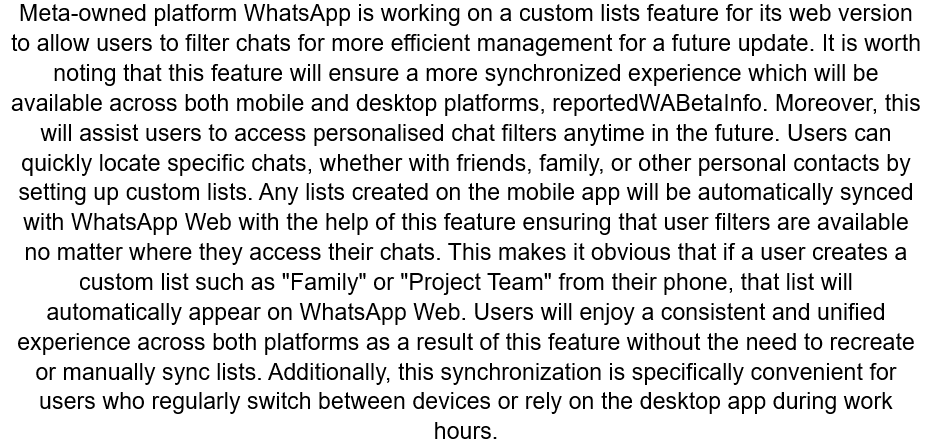 Meta-owned platform WhatsApp is working on a custom lists feature for its web version
to allow users to filter chats for more efficient management for a future update. It is worth
noting that this feature will ensure a more synchronized experience which will be
available across both mobile and desktop platforms, reportedWABetaInfo. Moreover, this
will assist users to access personalised chat filters anytime in the future. Users can
quickly locate specific chats, whether with friends, family, or other personal contacts by
setting up custom lists. Any lists created on the mobile app will be automatically synced
with WhatsApp Web with the help of this feature ensuring that user filters are available
no matter where they access their chats. This makes it obvious that if a user creates a
custom list such as "Family" or "Project Team" from their phone, that list will
automatically appear on WhatsApp Web. Users will enjoy a consistent and unified
experience across both platforms as a result of this feature without the need to recreate
or manually sync lists. Additionally, this synchronization is specifically convenient for
users who regularly switch between devices or rely on the desktop app during work
hours.